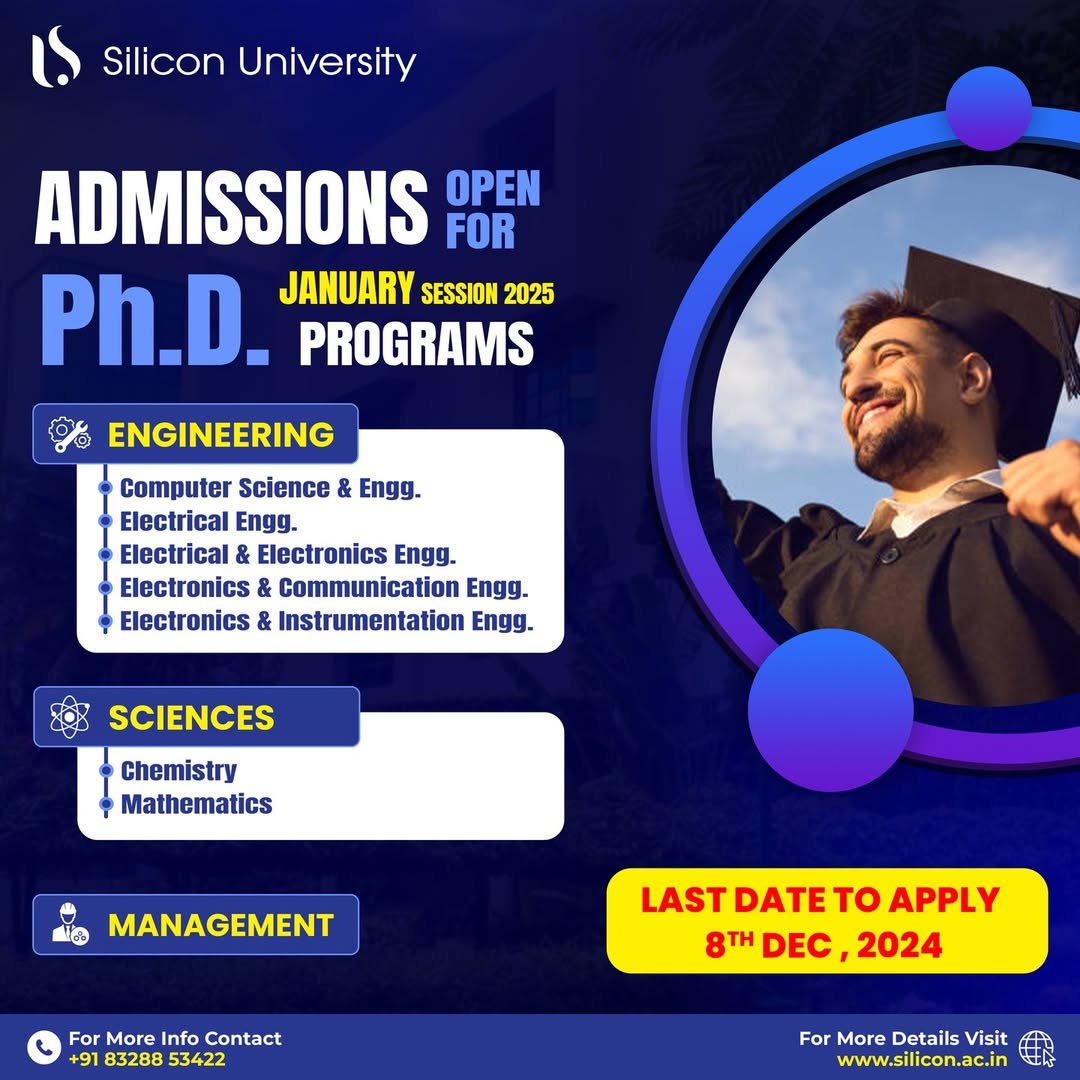 Silicon University
ADMISSIONS OPEN FOR
Ph.D. JANUARY SESSION 2025
PROGRAMS
ENGINEERING
Computer Science & Engg.
Electrical Engg.
Electrical & Electronics Engg.
Electronics & Communication Engg.
Electronics & Instrumentation Engg.
SCIENCES
Chemistry
Mathematics
MANAGEMENT
LAST DATE TO APPLY
8TH DEC , 2024
For More Info Contact
+91 83288 53422
For More Details Visit
www.silicon.ac.in